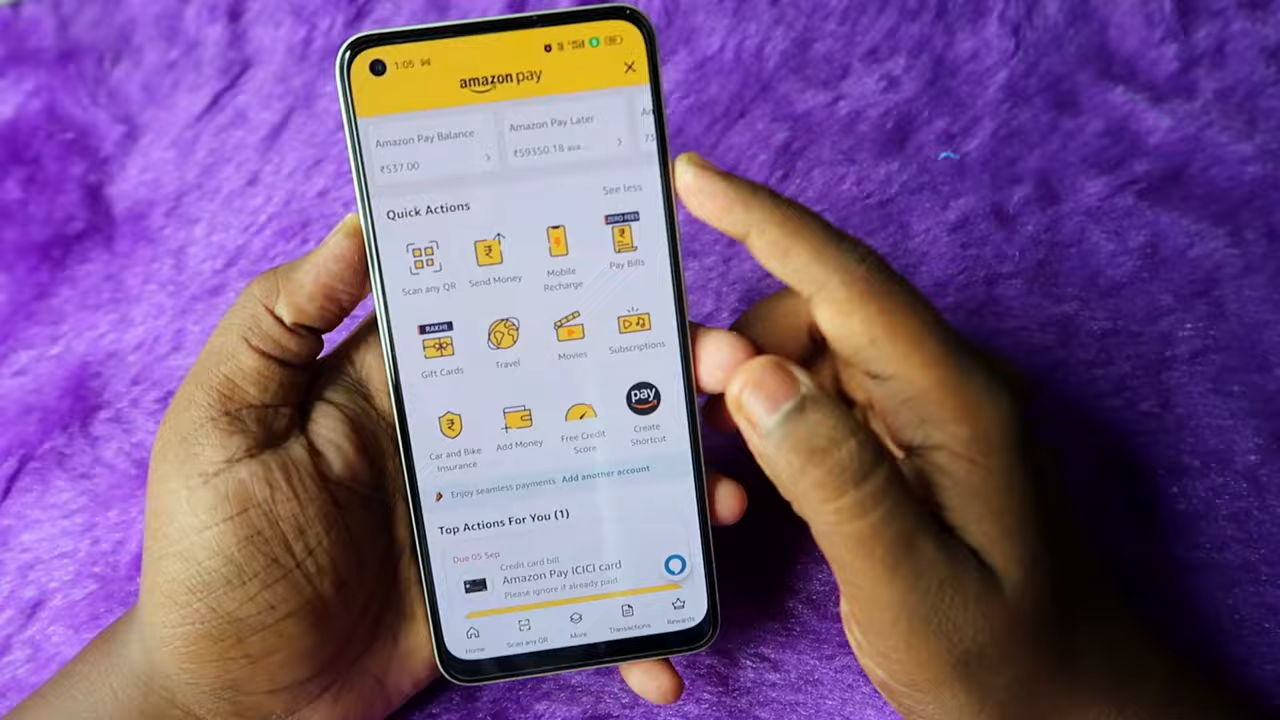 1:05
amazon pay
Amazon Pay Balance
₹537.00
Amazon Pay Later
₹59350.18 ava...
Quick Actions
See less
Scan any QR
Send Money
Mobile
Recharge
ZERO FEES
Pay Bills
RAKHI
Gift Cards
Travel
Movies
Subscriptions
Car and Bike
Insurance
Add Money
Free Credit
Score
pay
Create
Shortcut
Enjoy seamless payments Add another account
Top Actions For You (1)
Due 05 Sep
Credit card bill
Amazon Pay ICICI card
Please ignore if already paid
Home
Scan any QR
More
Transactions
Rewards